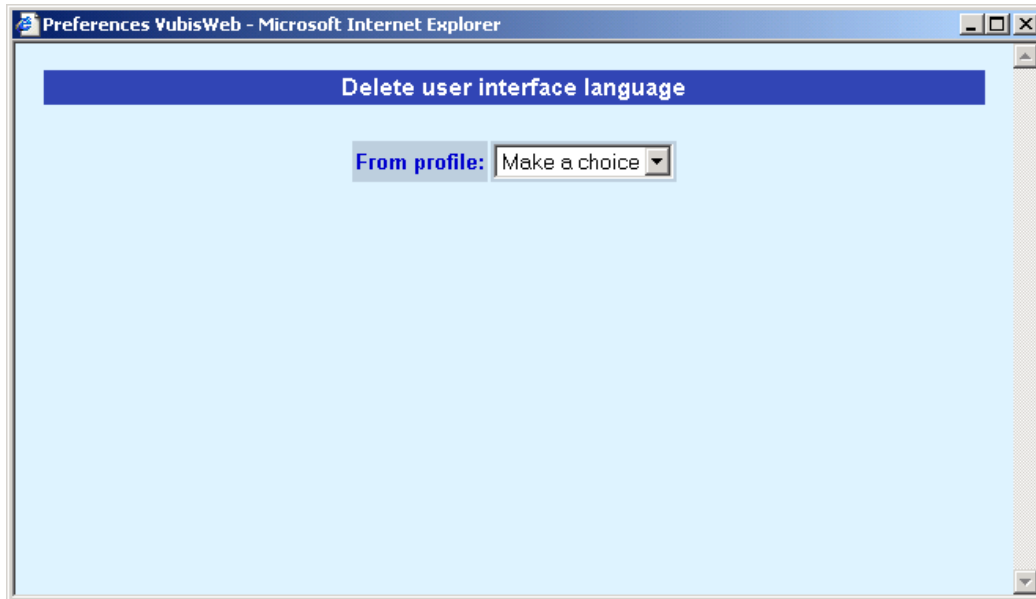 Preferences VubisWeb - Microsoft Internet Explorer
Delete user interface language
From profile: Make a choice